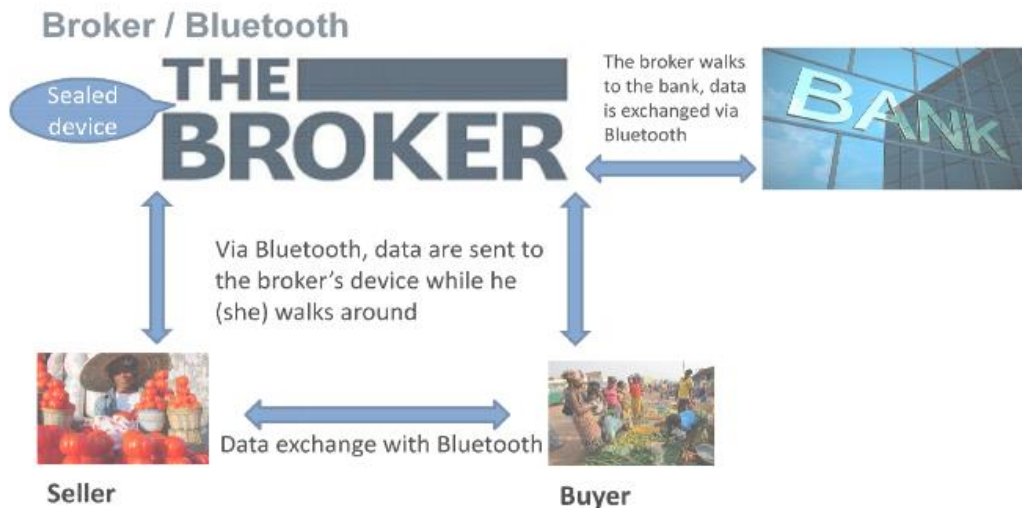 Broker / Bluetooth
THE
BROKER
Sealed
device
The broker walks
to the bank, data
is exchanged via
Bluetooth
BANK
Via Bluetooth, data are sent to
the broker's device while he
(she) walks around
Data exchange with Bluetooth
Seller
Buyer